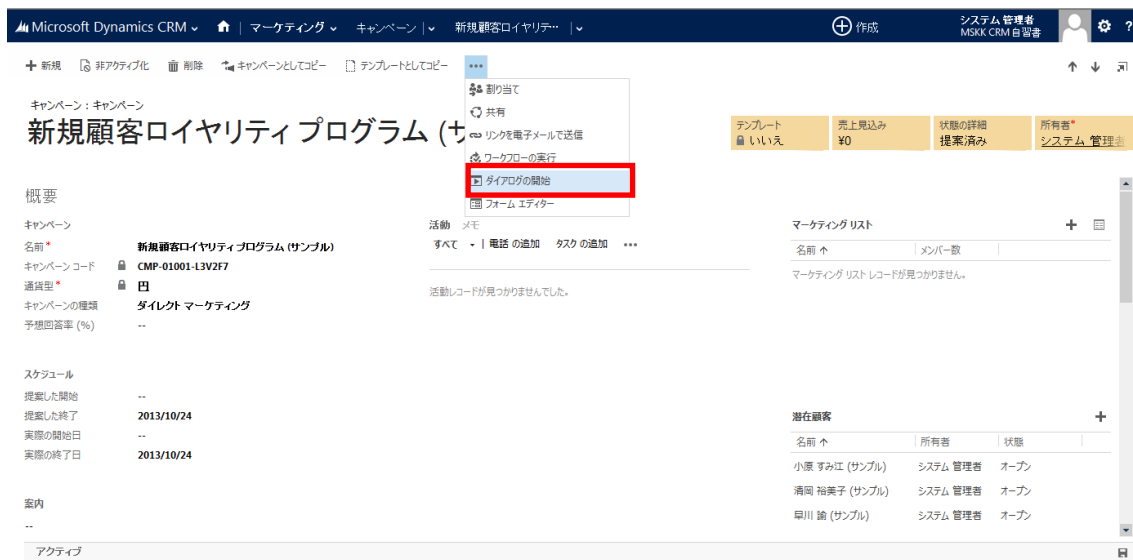 Microsoft Dynamics CRM マーケティング キャンペーン 新規顧客ロイヤリテ… 作成 システム 管理者
MSKK CRM 自習書 ?
新規 非アクティブ化 削除 キャンペーンとしてコピー テンプレートとしてコピー •••
割り当て
共有
リンクを電子メールで送信
ワークフローの実行
ダイアログの開始
フォーム エディター
キャンペーン : キャンペーン
新規顧客ロイヤリティ プログラム (サ
テンプレート 売上見込み 状態の詳細 所有者*
いいえ ¥0 提案済み システム 管理者
概要
キャンペーン
名前* 新規顧客ロイヤリティ プログラム (サンプル)
キャンペーン コード CMP-01001-L3V2F7
通貨型* 円
キャンペーンの種類 ダイレクト マーケティング
予想回答率 (%) --
スケジュール
提案した開始 --
提案した終了 2013/10/24
実際の開始日 --
実際の終了日 2013/10/24
案内
--
活動 メモ
すべて | 電話 の追加 タスク の追加 •••
活動レコードが見つかりませんでした。
マーケティング リスト
名前 メンバー数
マーケティング リスト レコードが見つかりません。
潜在顧客
名前 所有者 状態
小原 すみ江 (サンプル) システム 管理者 オープン
清岡 裕美子 (サンプル) システム 管理者 オープン
早川 諭 (サンプル) システム 管理者 オープン
アクティブ